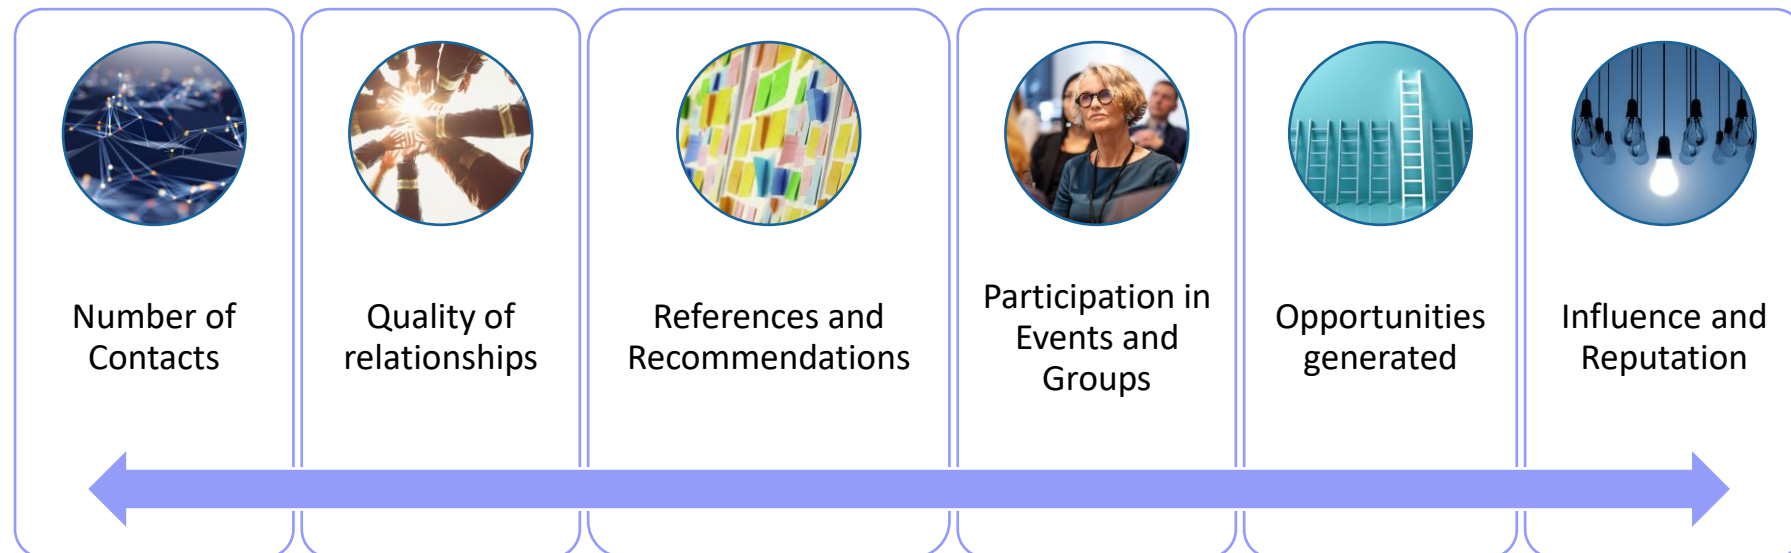 Number of
Contacts
Quality of
relationships
References and
Recommendations
Participation in
Events and
Groups
Opportunities
generated
Influence and
Reputation